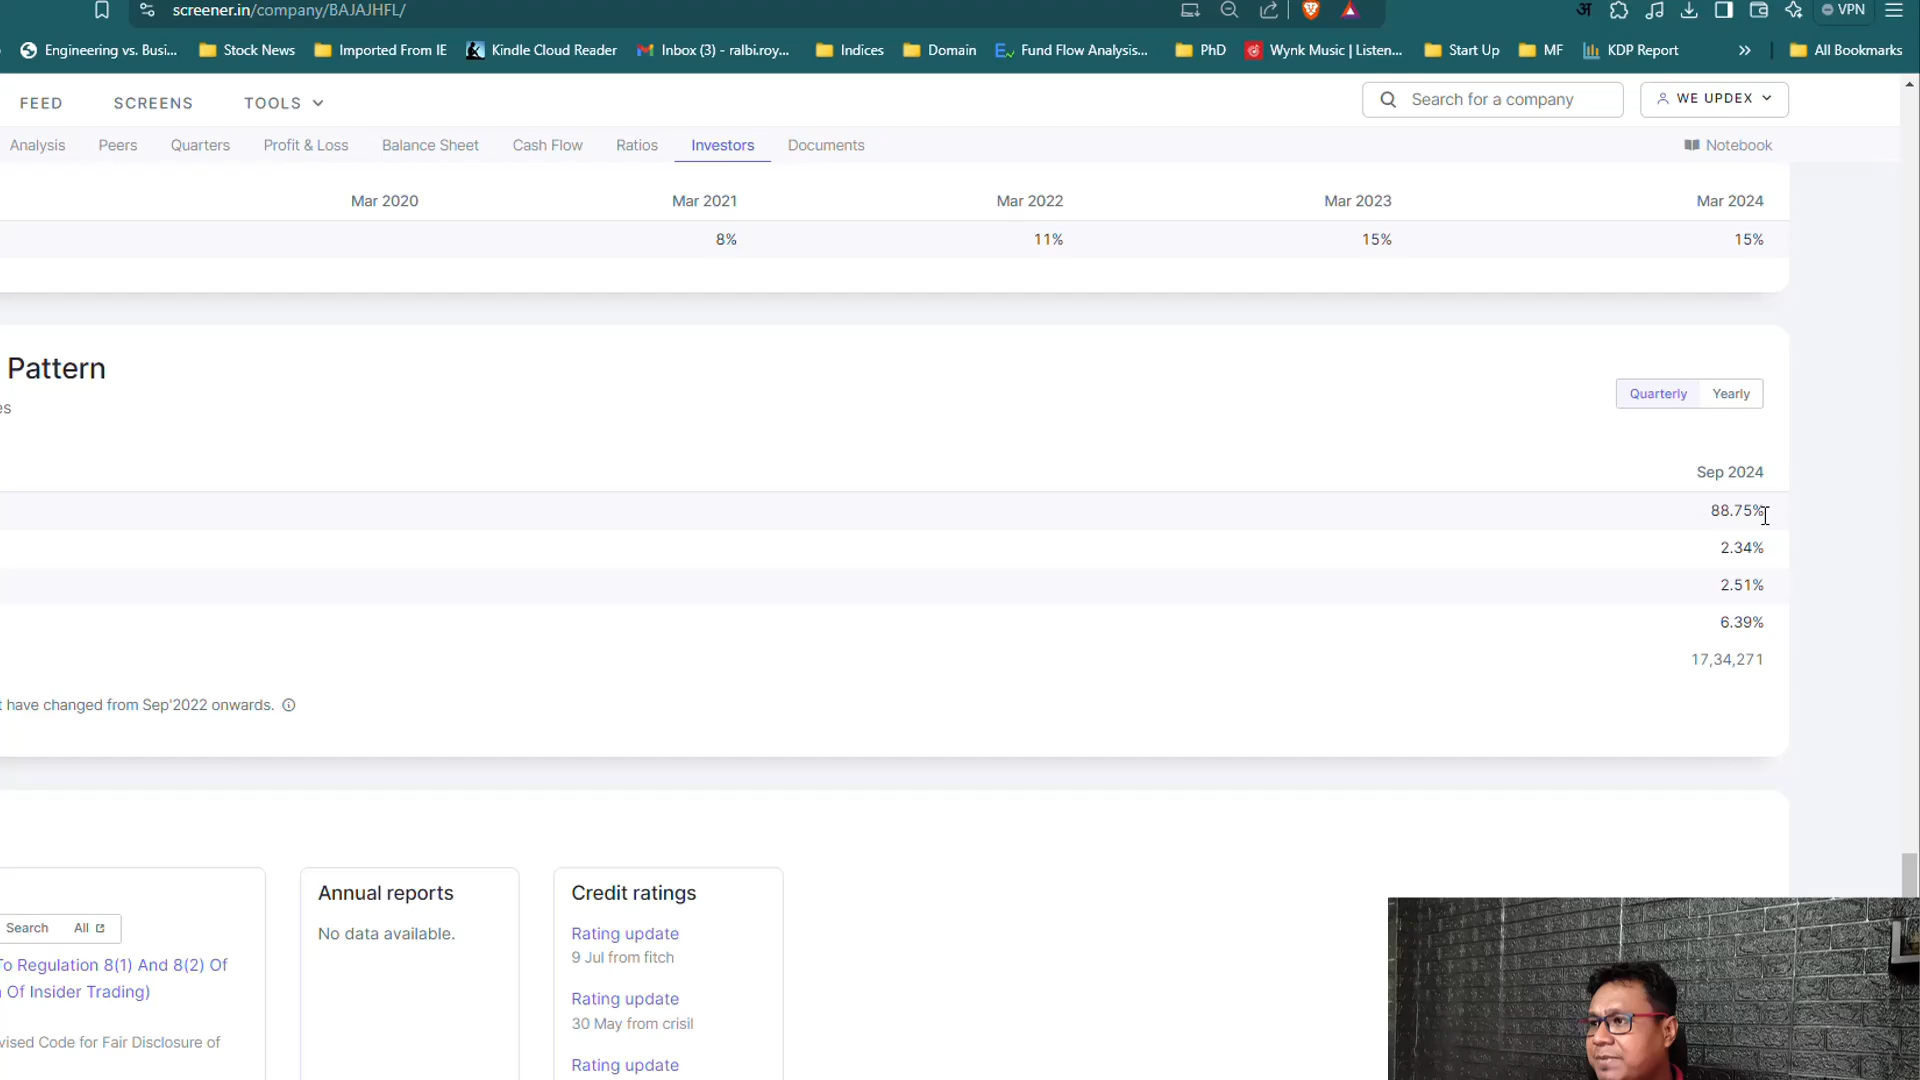 screener.in/company/BAJAJHFL/
VPN
Engineering vs. Busi... Stock News Imported From IE Kindle Cloud Reader Inbox (3) - ralbi.roy... Indices Domain Fund Flow Analysis... PhD Wynk Music | Listen... Start Up MF KDP Report » All Bookmarks
FEED SCREENS TOOLS Search for a company WE UPDEX
Analysis Peers Quarters Profit & Loss Balance Sheet Cash Flow Ratios Investors Documents Notebook
Mar 2020 Mar 2021 Mar 2022 Mar 2023 Mar 2024
8% 11% 15% 15%
Pattern
es
Quarterly Yearly
Sep 2024
88.75%
2.34%
2.51%
6.39%
17,34,271
t have changed from Sep'2022 onwards.
Annual reports
No data available.
Credit ratings
Rating update
9 Jul from fitch
Rating update
30 May from crisil
Rating update
Search All
To Regulation 8(1) And 8(2) Of
n Of Insider Trading)
vised Code for Fair Disclosure of